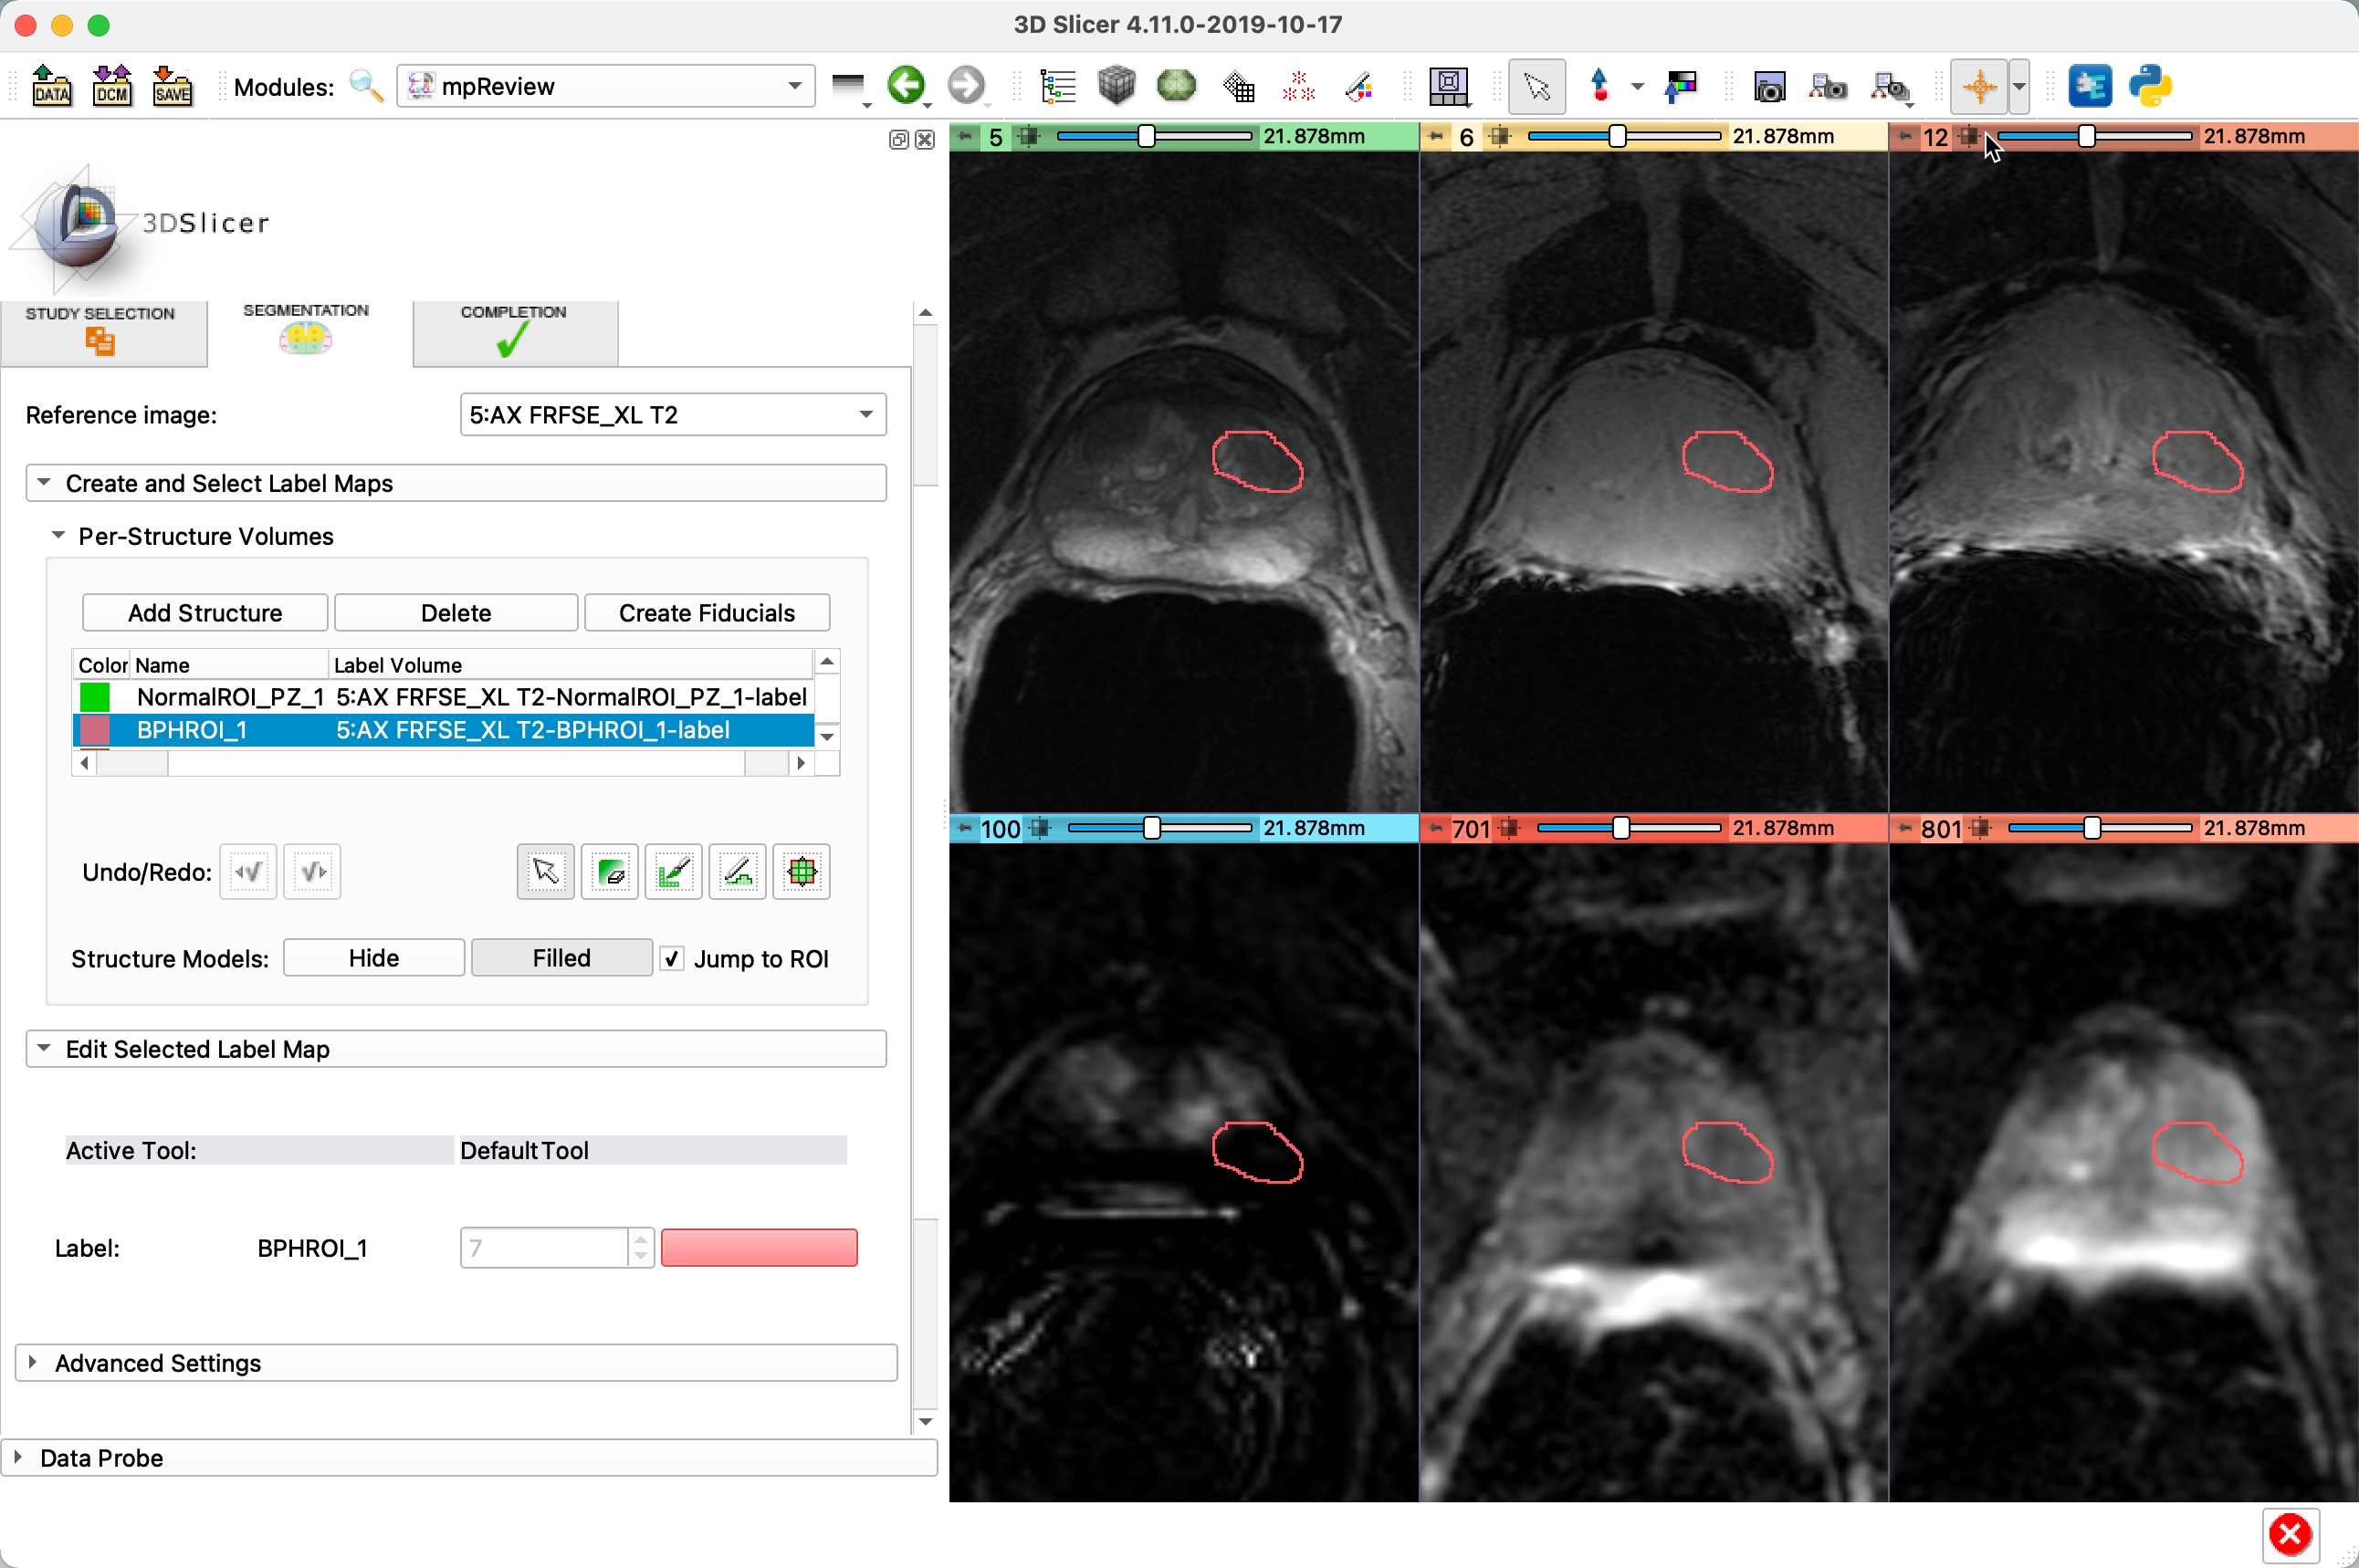 3D Slicer 4.11.0-2019-10-17
DATA DCM SAVE Modules: mpReview
5 21.878mm 6 21.878mm 12 21.878mm
3DSlicer
STUDY SELECTION SEGMENTATION COMPLETION
Reference image: 5:AX FRFSE_XL T2
Create and Select Label Maps
Per-Structure Volumes
Add Structure Delete Create Fiducials
Color Name Label Volume
NormalROI_PZ_1 5:AX FRFSE_XL T2-NormalROI_PZ_1-label
BPHROI_1 5:AX FRFSE_XL T2-BPHROI_1-label
100 21.878mm 701 21.878mm 801 21.878mm
Undo/Redo:
Structure Models: Hide Filled Jump to ROI
Edit Selected Label Map
Active Tool: DefaultTool
Label: BPHROI_1 7
Advanced Settings
Data Probe